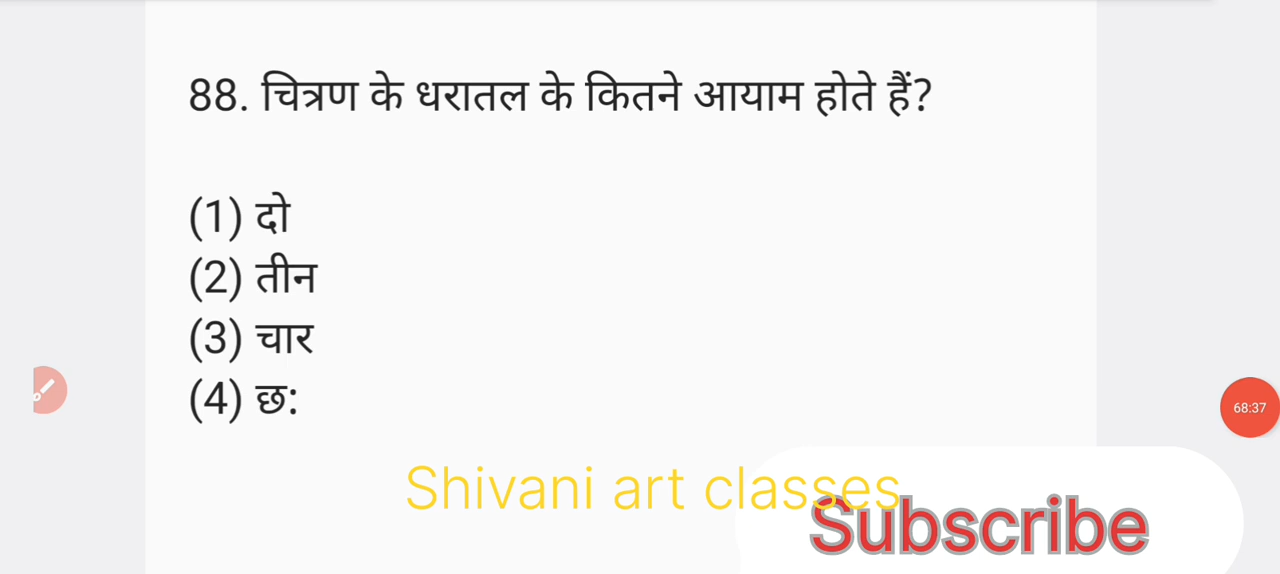 88. चित्रण के धरातल के कितने आयाम होते हैं?
(1) दो
(2) तीन
(3) चार
(4) छ:
68:37
Shivani art classes
Subscribe